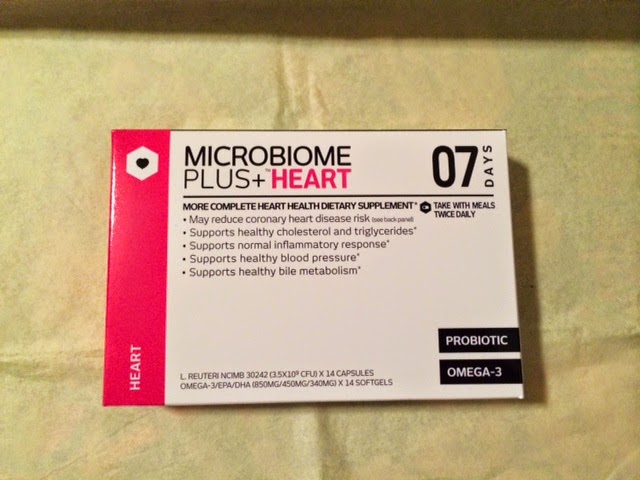 MICROBIOME
PLUS+™HEART
07
DAYS
MORE COMPLETE HEART HEALTH DIETARY SUPPLEMENT*
• May reduce coronary heart disease risk (see back panel)
• Supports healthy cholesterol and triglycerides*
• Supports normal inflammatory response*
• Supports healthy blood pressure*
• Supports healthy bile metabolism*
TAKE WITH MEALS
TWICE DAILY
PROBIOTIC
OMEGA-3
HEART
L. REUTERI NCIMB 30242 (3.5X10⁹ CFU) X 14 CAPSULES
OMEGA-3/EPA/DHA (850MG/450MG/340MG) X 14 SOFTGELS